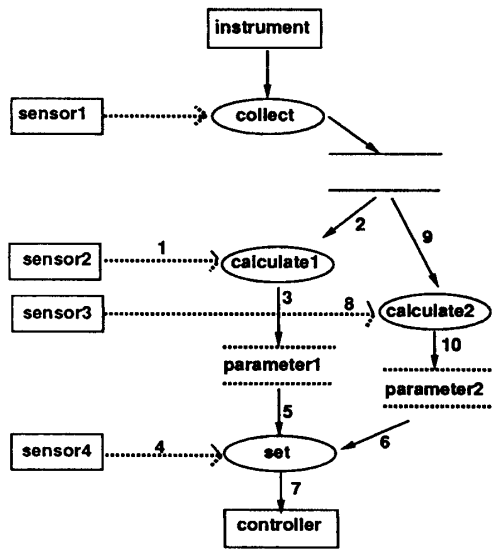 instrument
sensor1
collect
2
9
1
sensor2
calculate1
3
8
sensor3
calculate2
10
parameter1
parameter2
5
6
4
sensor4
set
7
controller